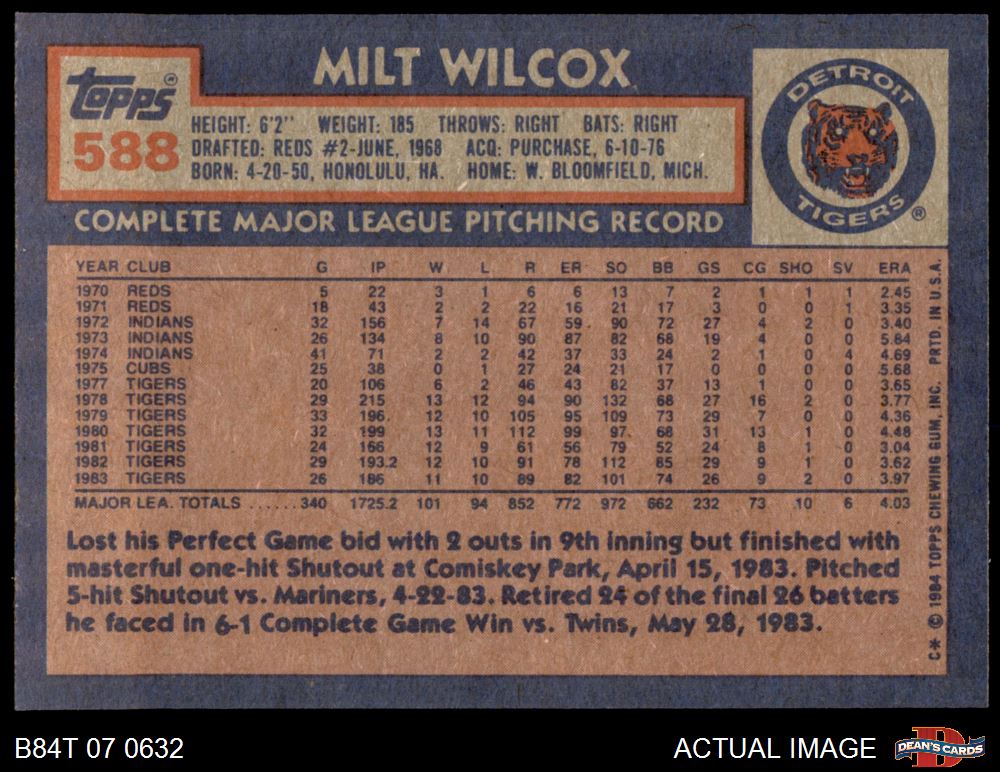 MILT WILCOX
topps®
588
HEIGHT: 6'2" WEIGHT: 185 THROWS: RIGHT BATS: RIGHT
DRAFTED: REDS #2-JUNE, 1968 ACQ: PURCHASE, 6-10-76
BORN: 4-20-50, HONOLULU, HA. HOME: W. BLOOMFIELD, MICH.
DETROIT
TIGERS®
COMPLETE MAJOR LEAGUE PITCHING RECORD
YEAR CLUB G IP W L R ER SO BB GS CG SHO SV ERA
1970 REDS 5 22 3 1 6 6 13 7 2 1 1 1 2.45
1971 REDS 18 43 2 2 22 16 21 17 3 0 0 1 3.35
1972 INDIANS 32 156 7 14 67 59 90 72 27 4 2 0 3.40
1973 INDIANS 26 134 8 10 90 87 82 68 19 4 0 0 5.84
1974 INDIANS 41 71 2 2 42 37 33 24 2 1 0 4 4.69
1975 CUBS 25 38 0 1 27 24 21 17 0 0 0 0 5.68
1977 TIGERS 20 106 6 2 46 43 82 37 13 1 0 0 3.65
1978 TIGERS 29 215 13 12 94 90 132 68 27 16 2 0 3.77
1979 TIGERS 33 196 12 10 105 95 109 73 29 7 0 0 4.36
1980 TIGERS 32 199 13 11 112 99 97 68 31 13 1 0 4.48
1981 TIGERS 24 166 12 9 61 56 79 52 24 8 1 0 3.04
1982 TIGERS 29 193.2 12 10 91 78 112 85 29 9 1 0 3.62
1983 TIGERS 26 186 11 10 89 82 101 74 26 9 2 0 3.97
MAJOR LEA. TOTALS ......340 1725.2 101 94 852 772 972 662 232 73 10 6 4.03
Lost his Perfect Game bid with 2 outs in 9th inning but finished with
masterful one-hit Shutout at Comiskey Park, April 15, 1983. Pitched
5-hit Shutout vs. Mariners, 4-22-83. Retired 24 of the final 26 batters
he faced in 6-1 Complete Game Win vs. Twins, May 28, 1983.
C* © 1984 TOPPS CHEWING GUM, INC. PRTD. IN U.S.A.
B84T 07 0632
ACTUAL IMAGE
DEAN'S CARDS